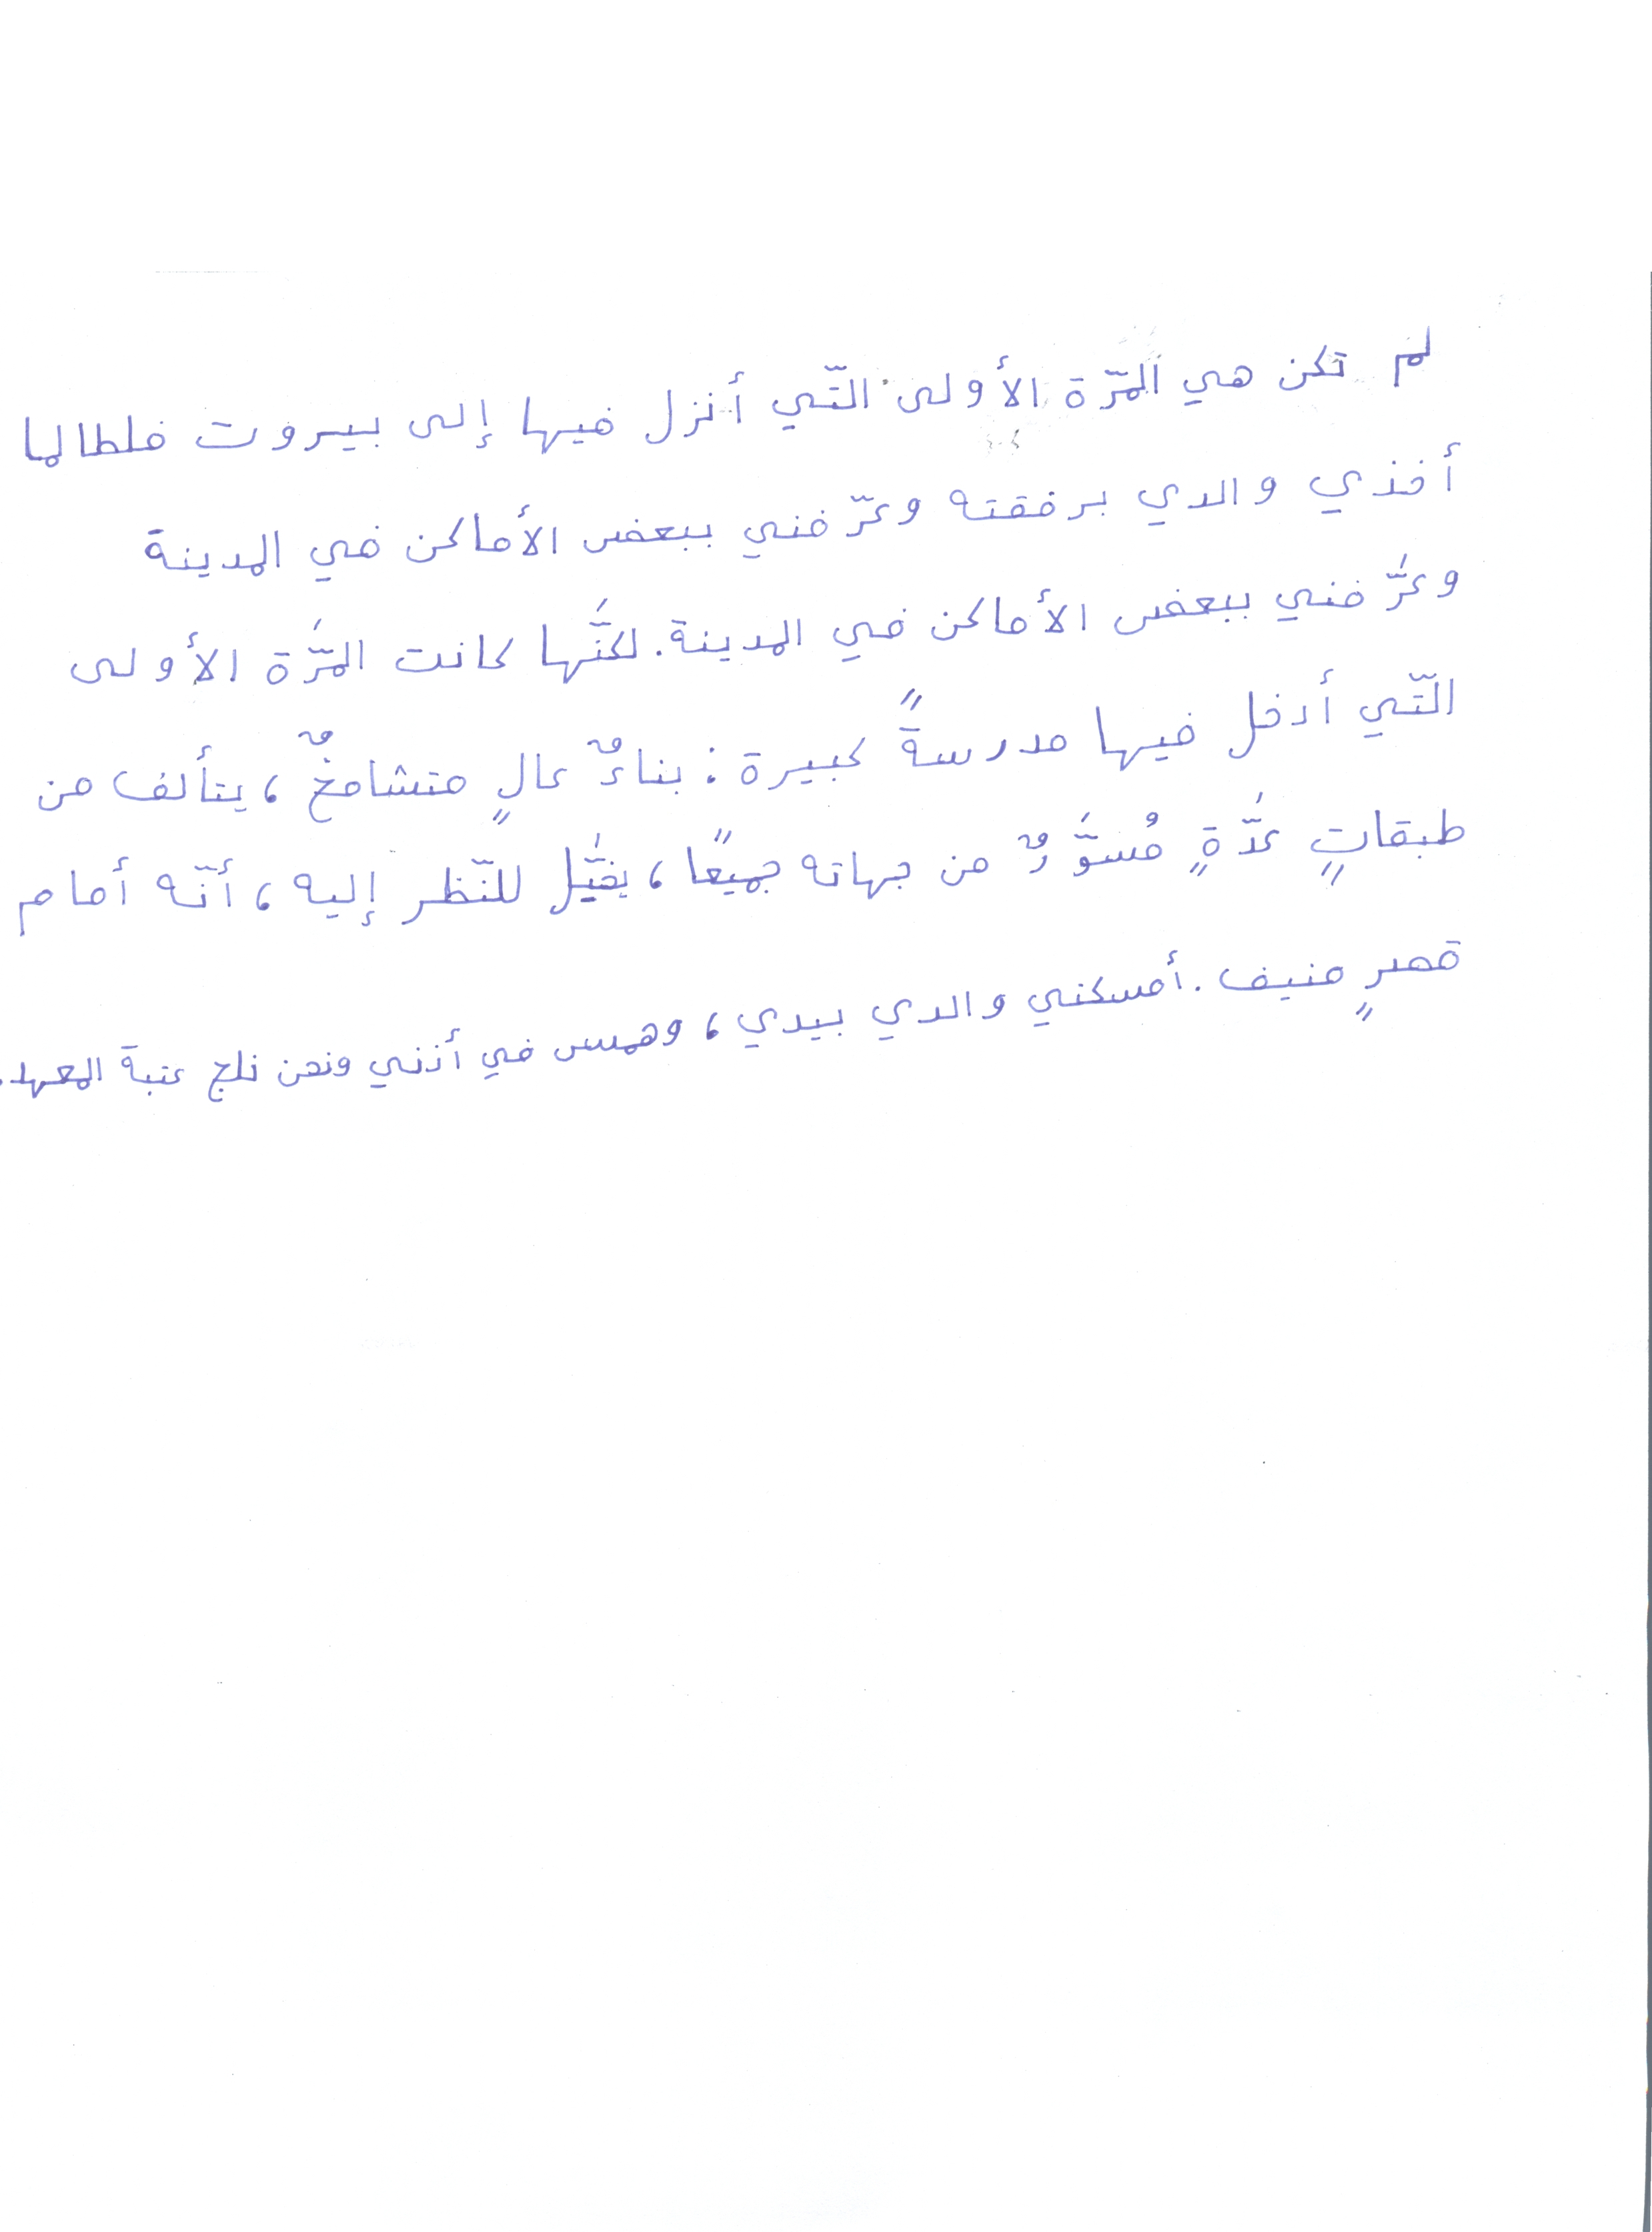 لم تكن هي المرّة الأولى التّي أنزل فيها إلى بيروت فلطالما
أخذي والدي برفقته وعرّفني ببعض الأماكن في المدينة
وعرَّفني ببعض الأماكن في المدينة. لكنَّها كانت المرَّة الأولى
التّي أدخل فيها مدرسةً كبيرة : بناءٌ عالٍ متشامخٌ ، يتألف من
طبقاتٍ عدَّةٍ مُسوَّرٌ من جهاته جميعًا ، يخيَّل للنّظر إليه ، أنّه أمام
قصرٍ منيف . أمسكني والدي بيدي ، وهمس في أذني ونحن نلج عتبة المعهد.